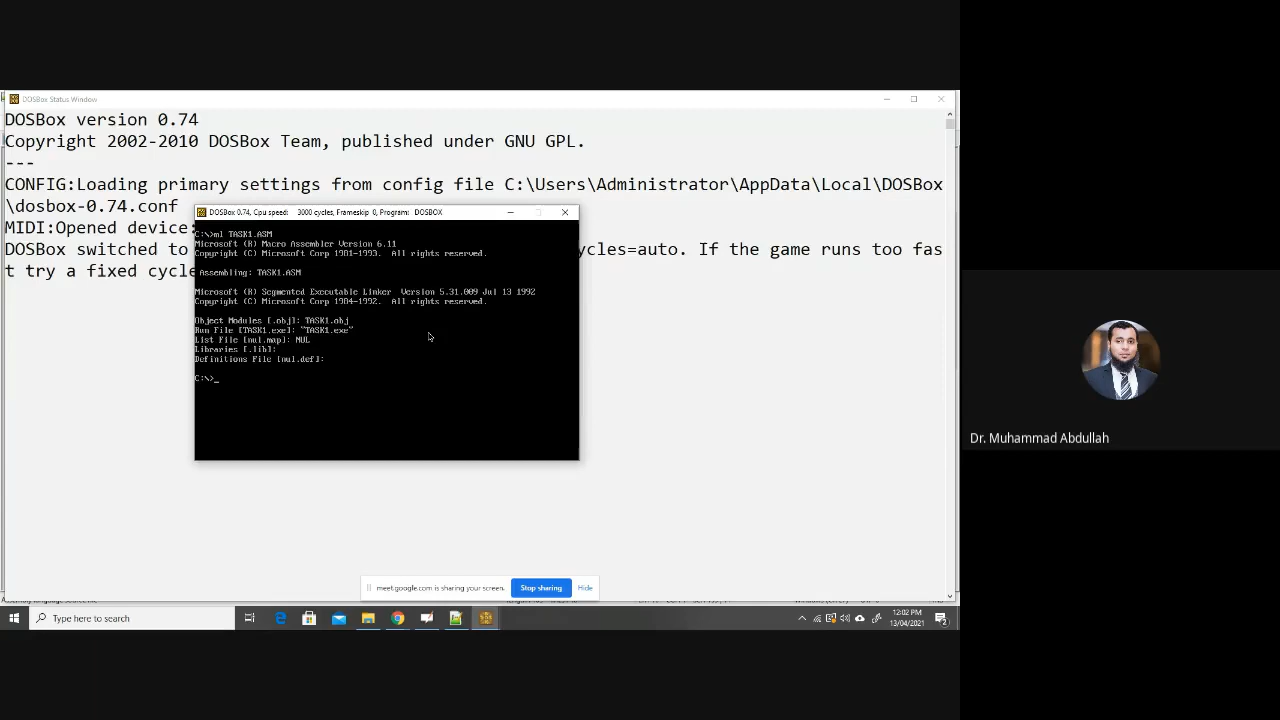 DOSBox Status Window
DOSBox version 0.74
Copyright 2002-2010 DOSBox Team, published under GNU GPL.
---
CONFIG:Loading primary settings from config file C:\Users\Administrator\AppData\Local\DOSBox
\dosbox-0.74.conf
MIDI:Opened device:
DOSBox switched to
ycles=auto. If the game runs too fas
t try a fixed cycle
DOSBox 0.74, Cpu speed: 3000 cycles, Frameskip 0, Program: DOSBOX
C:\>ml TASK1.ASM
Microsoft (R) Macro Assembler Version 6.11
Copyright (C) Microsoft Corp 1981-1993. All rights reserved.
Assembling: TASK1.ASM
Microsoft (R) Segmented Executable Linker Version 5.31.009 Jul 13 1992
Copyright (C) Microsoft Corp 1984-1992. All rights reserved.
Object Modules [.obj]: TASK1.obj
Run File [TASK1.exe]: "TASK1.exe"
List File [nul.map]: NUL
Libraries [.lib]:
Definitions File [nul.def]:
C:\>_
Dr. Muhammad Abdullah
meet.google.com is sharing your screen.
Stop sharing
Hide
Type here to search
12:02 PM
13/04/2021
2